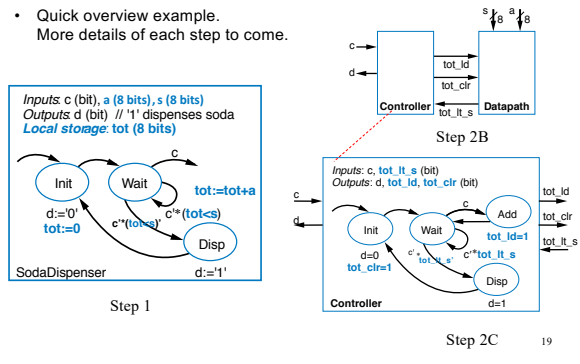 • Quick overview example.
More details of each step to come.
Inputs: c (bit), a (8 bits), s (8 bits)
Outputs: d (bit) // '1' dispenses soda
Local storage: tot (8 bits)
c
Init
Wait
tot:=tot+a
d:='0'
tot:=0
c'*(tot<s)
c'*(tot<s)'
Disp
d:='1'
SodaDispenser
Step 1
s
a
8
8
c
d
tot_ld
tot_clr
tot_lt_s
Controller
Datapath
Step 2B
Inputs: c, tot_lt_s (bit)
Outputs: d, tot_ld, tot_clr (bit)
c
d
tot_ld
tot_clr
tot_lt_s
c
Init
Wait
Add
tot_ld=1
d=0
tot_clr=1
c'*tot_lt_s'
c'*tot_lt_s
Disp
d=1
Controller
Step 2C
19